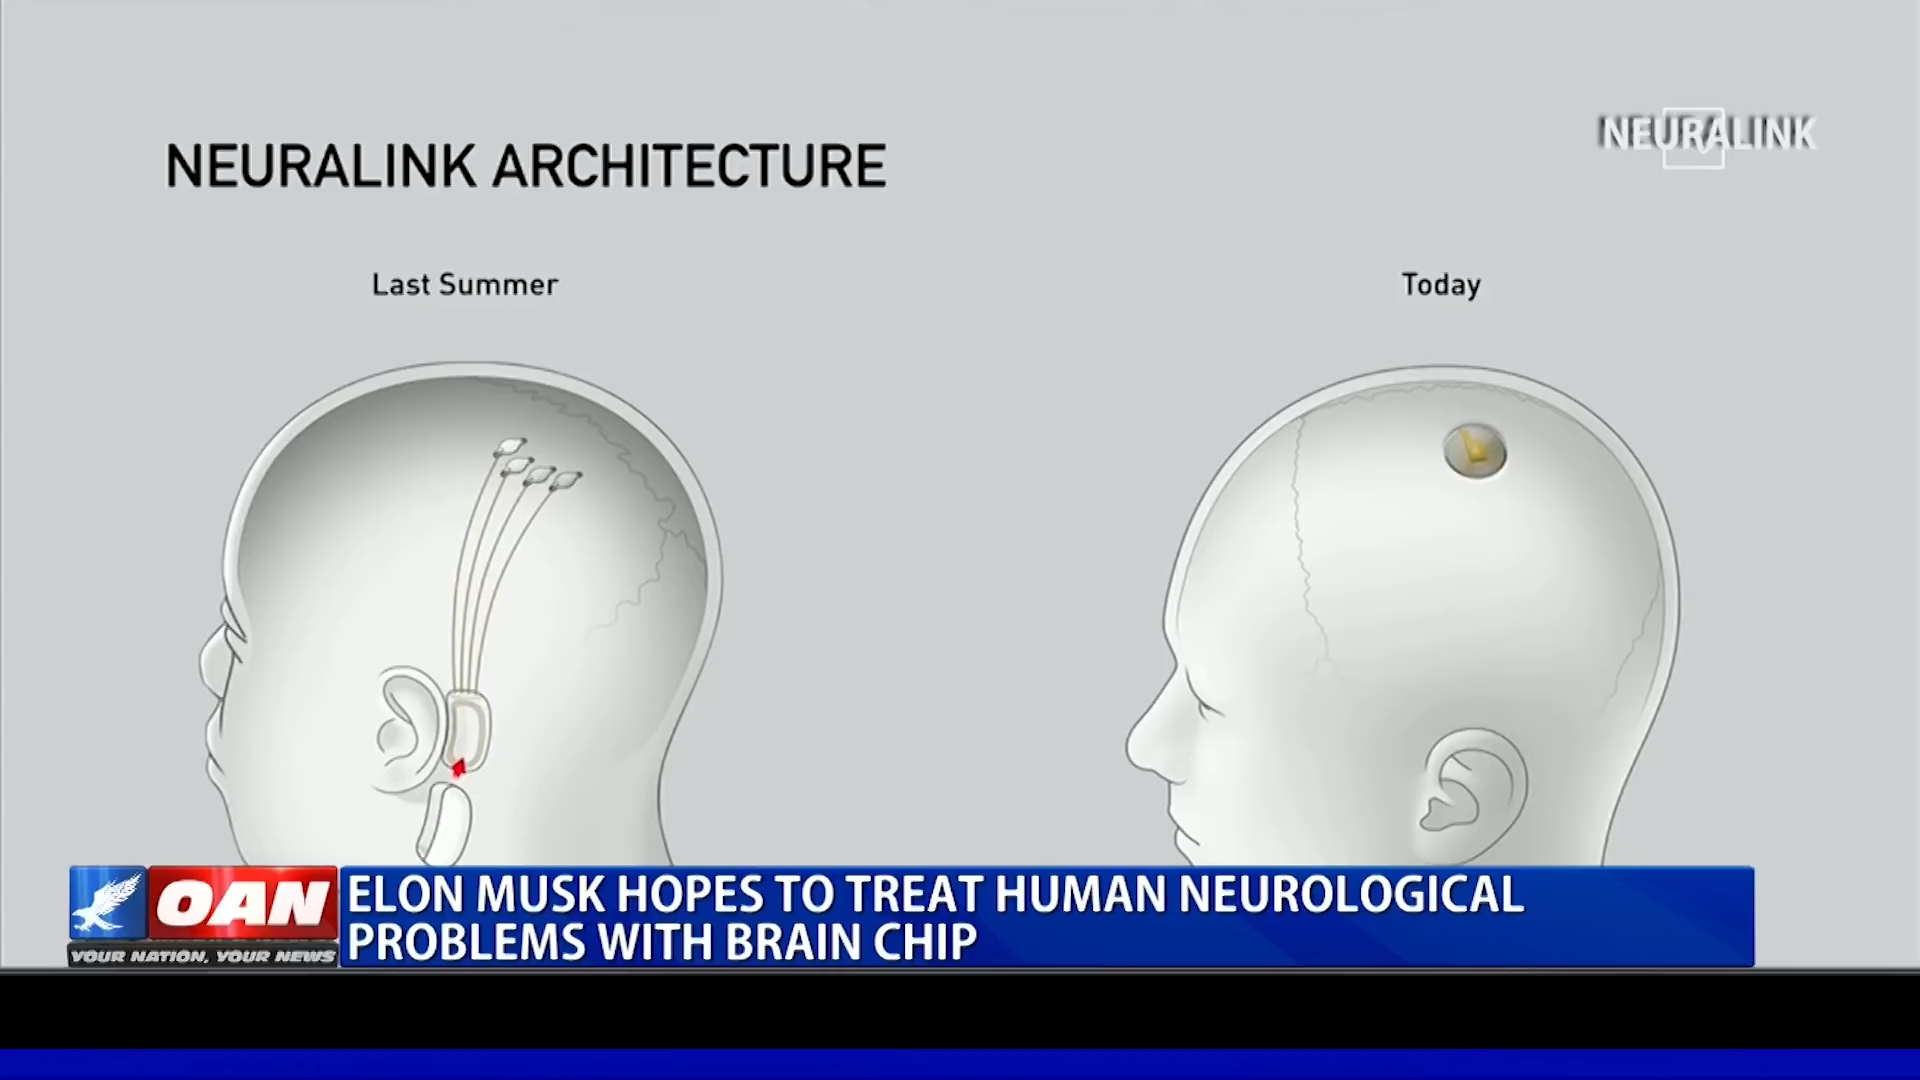 NEURALINK ARCHITECTURE
NEURALINK
Last Summer
Today
OAN
YOUR NATION, YOUR NEWS
ELON MUSK HOPES TO TREAT HUMAN NEUROLOGICAL
PROBLEMS WITH BRAIN CHIP